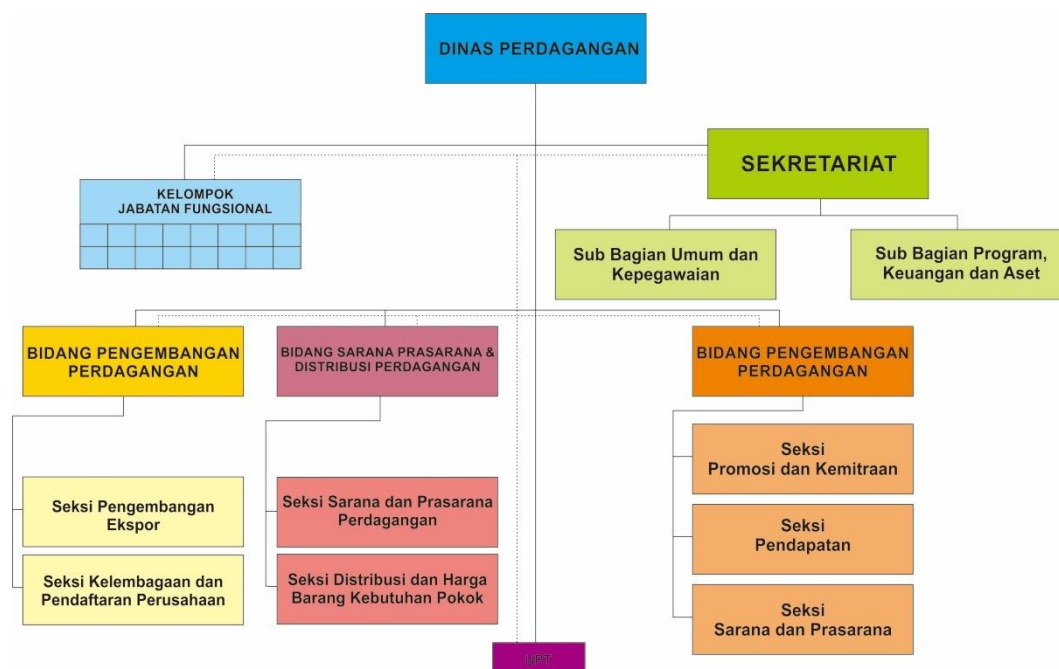 DINAS PERDAGANGAN
SEKRETARIAT
KELOMPOK
JABATAN FUNGSIONAL
Sub Bagian Umum dan
Kepegawaian
Sub Bagian Program,
Keuangan dan Aset
BIDANG PENGEMBANGAN
PERDAGANGAN
BIDANG SARANA PRASARANA &
DISTRIBUSI PERDAGANGAN
BIDANG PENGEMBANGAN
PERDAGANGAN
Seksi Pengembangan
Ekspor
Seksi Kelembagaan dan
Pendaftaran Perusahaan
Seksi Sarana dan Prasarana
Perdagangan
Seksi Distribusi dan Harga
Barang Kebutuhan Pokok
Seksi
Promosi dan Kemitraan
Seksi
Pendapatan
Seksi
Sarana dan Prasarana
UPT